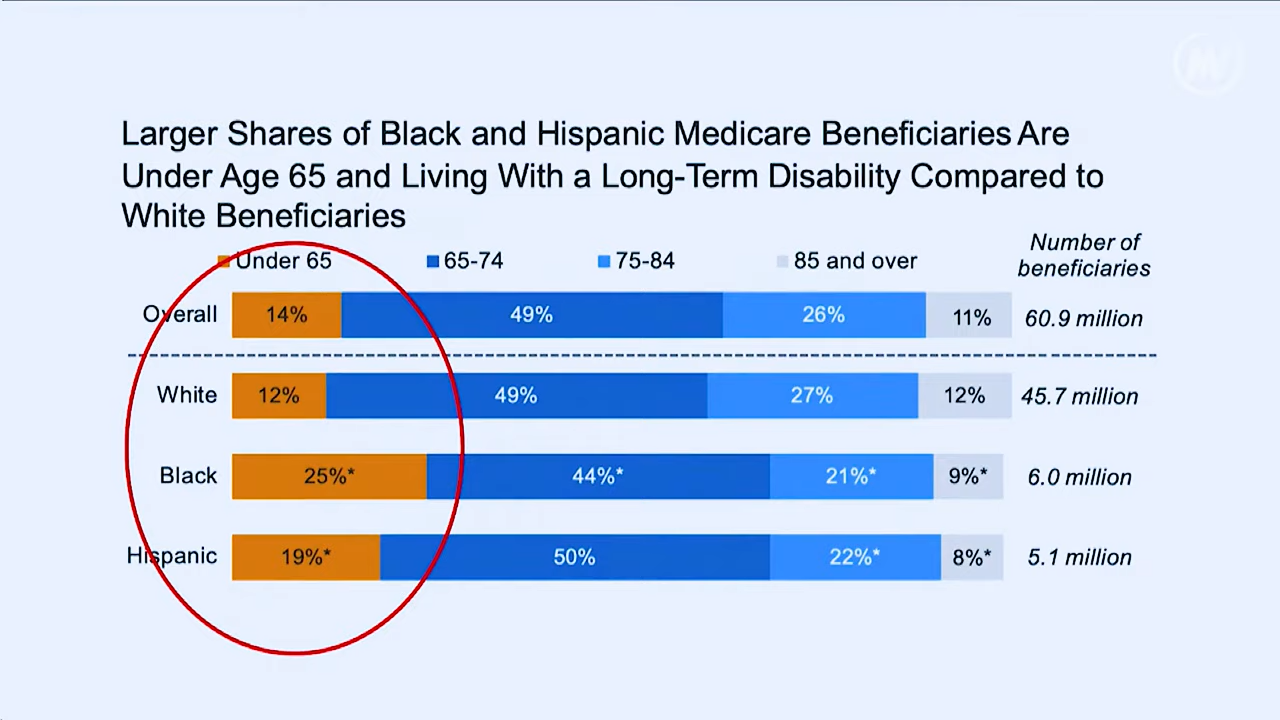 Larger Shares of Black and Hispanic Medicare Beneficiaries Are
Under Age 65 and Living With a Long-Term Disability Compared to
White Beneficiaries
Number of
beneficiaries
Under 65 65-74 75-84 85 and over
Overall 14% 49% 26% 11% 60.9 million
White 12% 49% 27% 12% 45.7 million
Black 25%* 44%* 21%* 9%* 6.0 million
Hispanic 19%* 50% 22%* 8%* 5.1 million